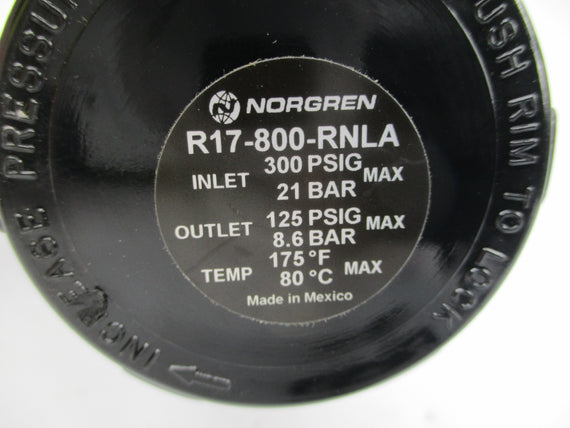 NORGREN
R17-800-RNLA
INLET 300 PSIG MAX
21 BAR
OUTLET 125 PSIG MAX
8.6 BAR
TEMP 175 °F MAX
80 °C
Made in Mexico
PUSH RIM TO LOCK
INCREASE PRESSURE